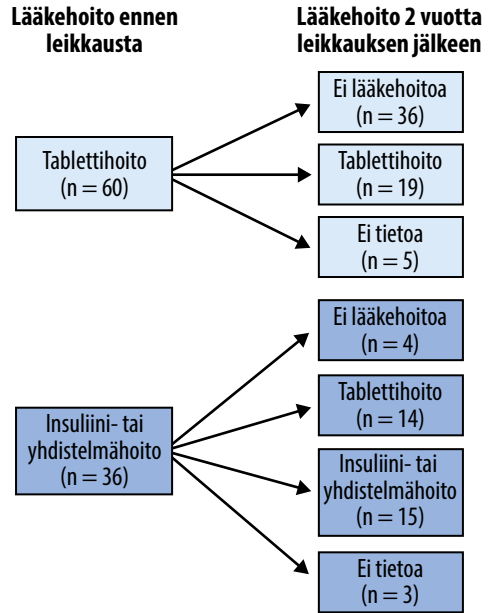 Lääkehoito ennen
leikkausta
Lääkehoito 2 vuotta
leikkauksen jälkeen
Tablettihoito
(n = 60)
Ei lääkehoitoa
(n = 36)
Tablettihoito
(n = 19)
Ei tietoa
(n = 5)
Insuliini- tai
yhdistelmähoito
(n = 36)
Ei lääkehoitoa
(n = 4)
Tablettihoito
(n = 14)
Insuliini- tai
yhdistelmähoito
(n = 15)
Ei tietoa
(n = 3)